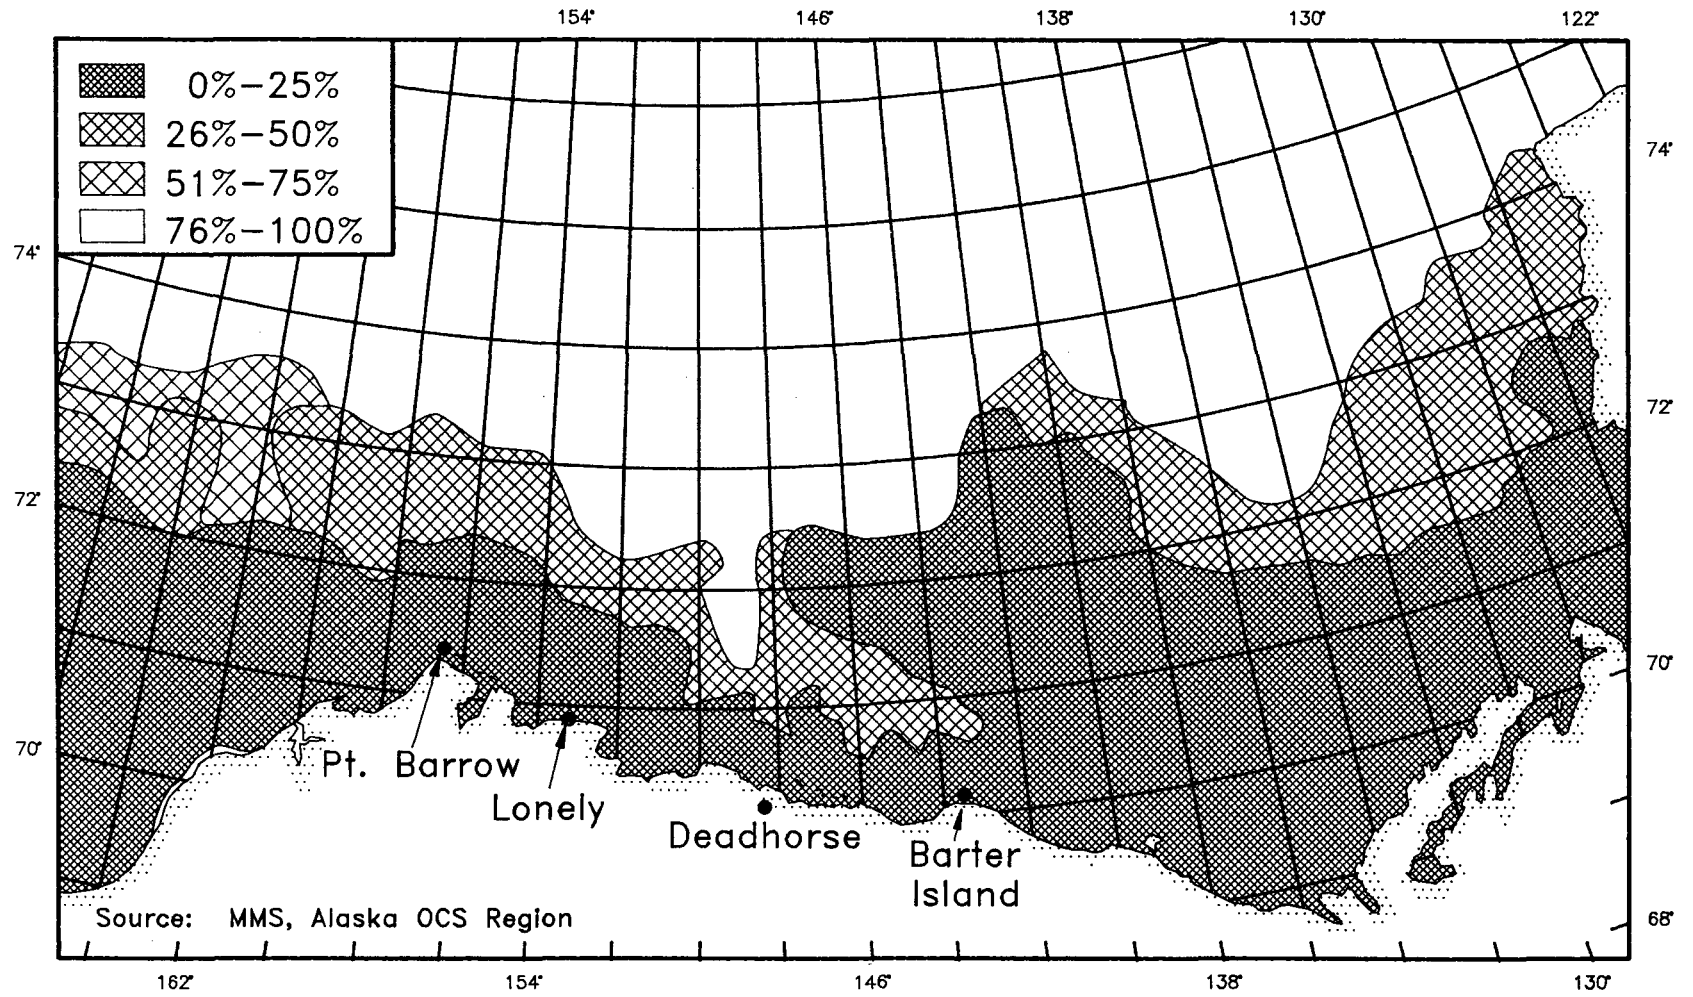 154° 146° 138° 130° 122°
0%-25%
26%-50%
51%-75%
76%-100%
74°
74°
72°
72°
70°
70°
68°
Pt. Barrow
Lonely
Deadhorse
Barter
Island
Source: MMS, Alaska OCS Region
162° 154° 146° 138° 130°